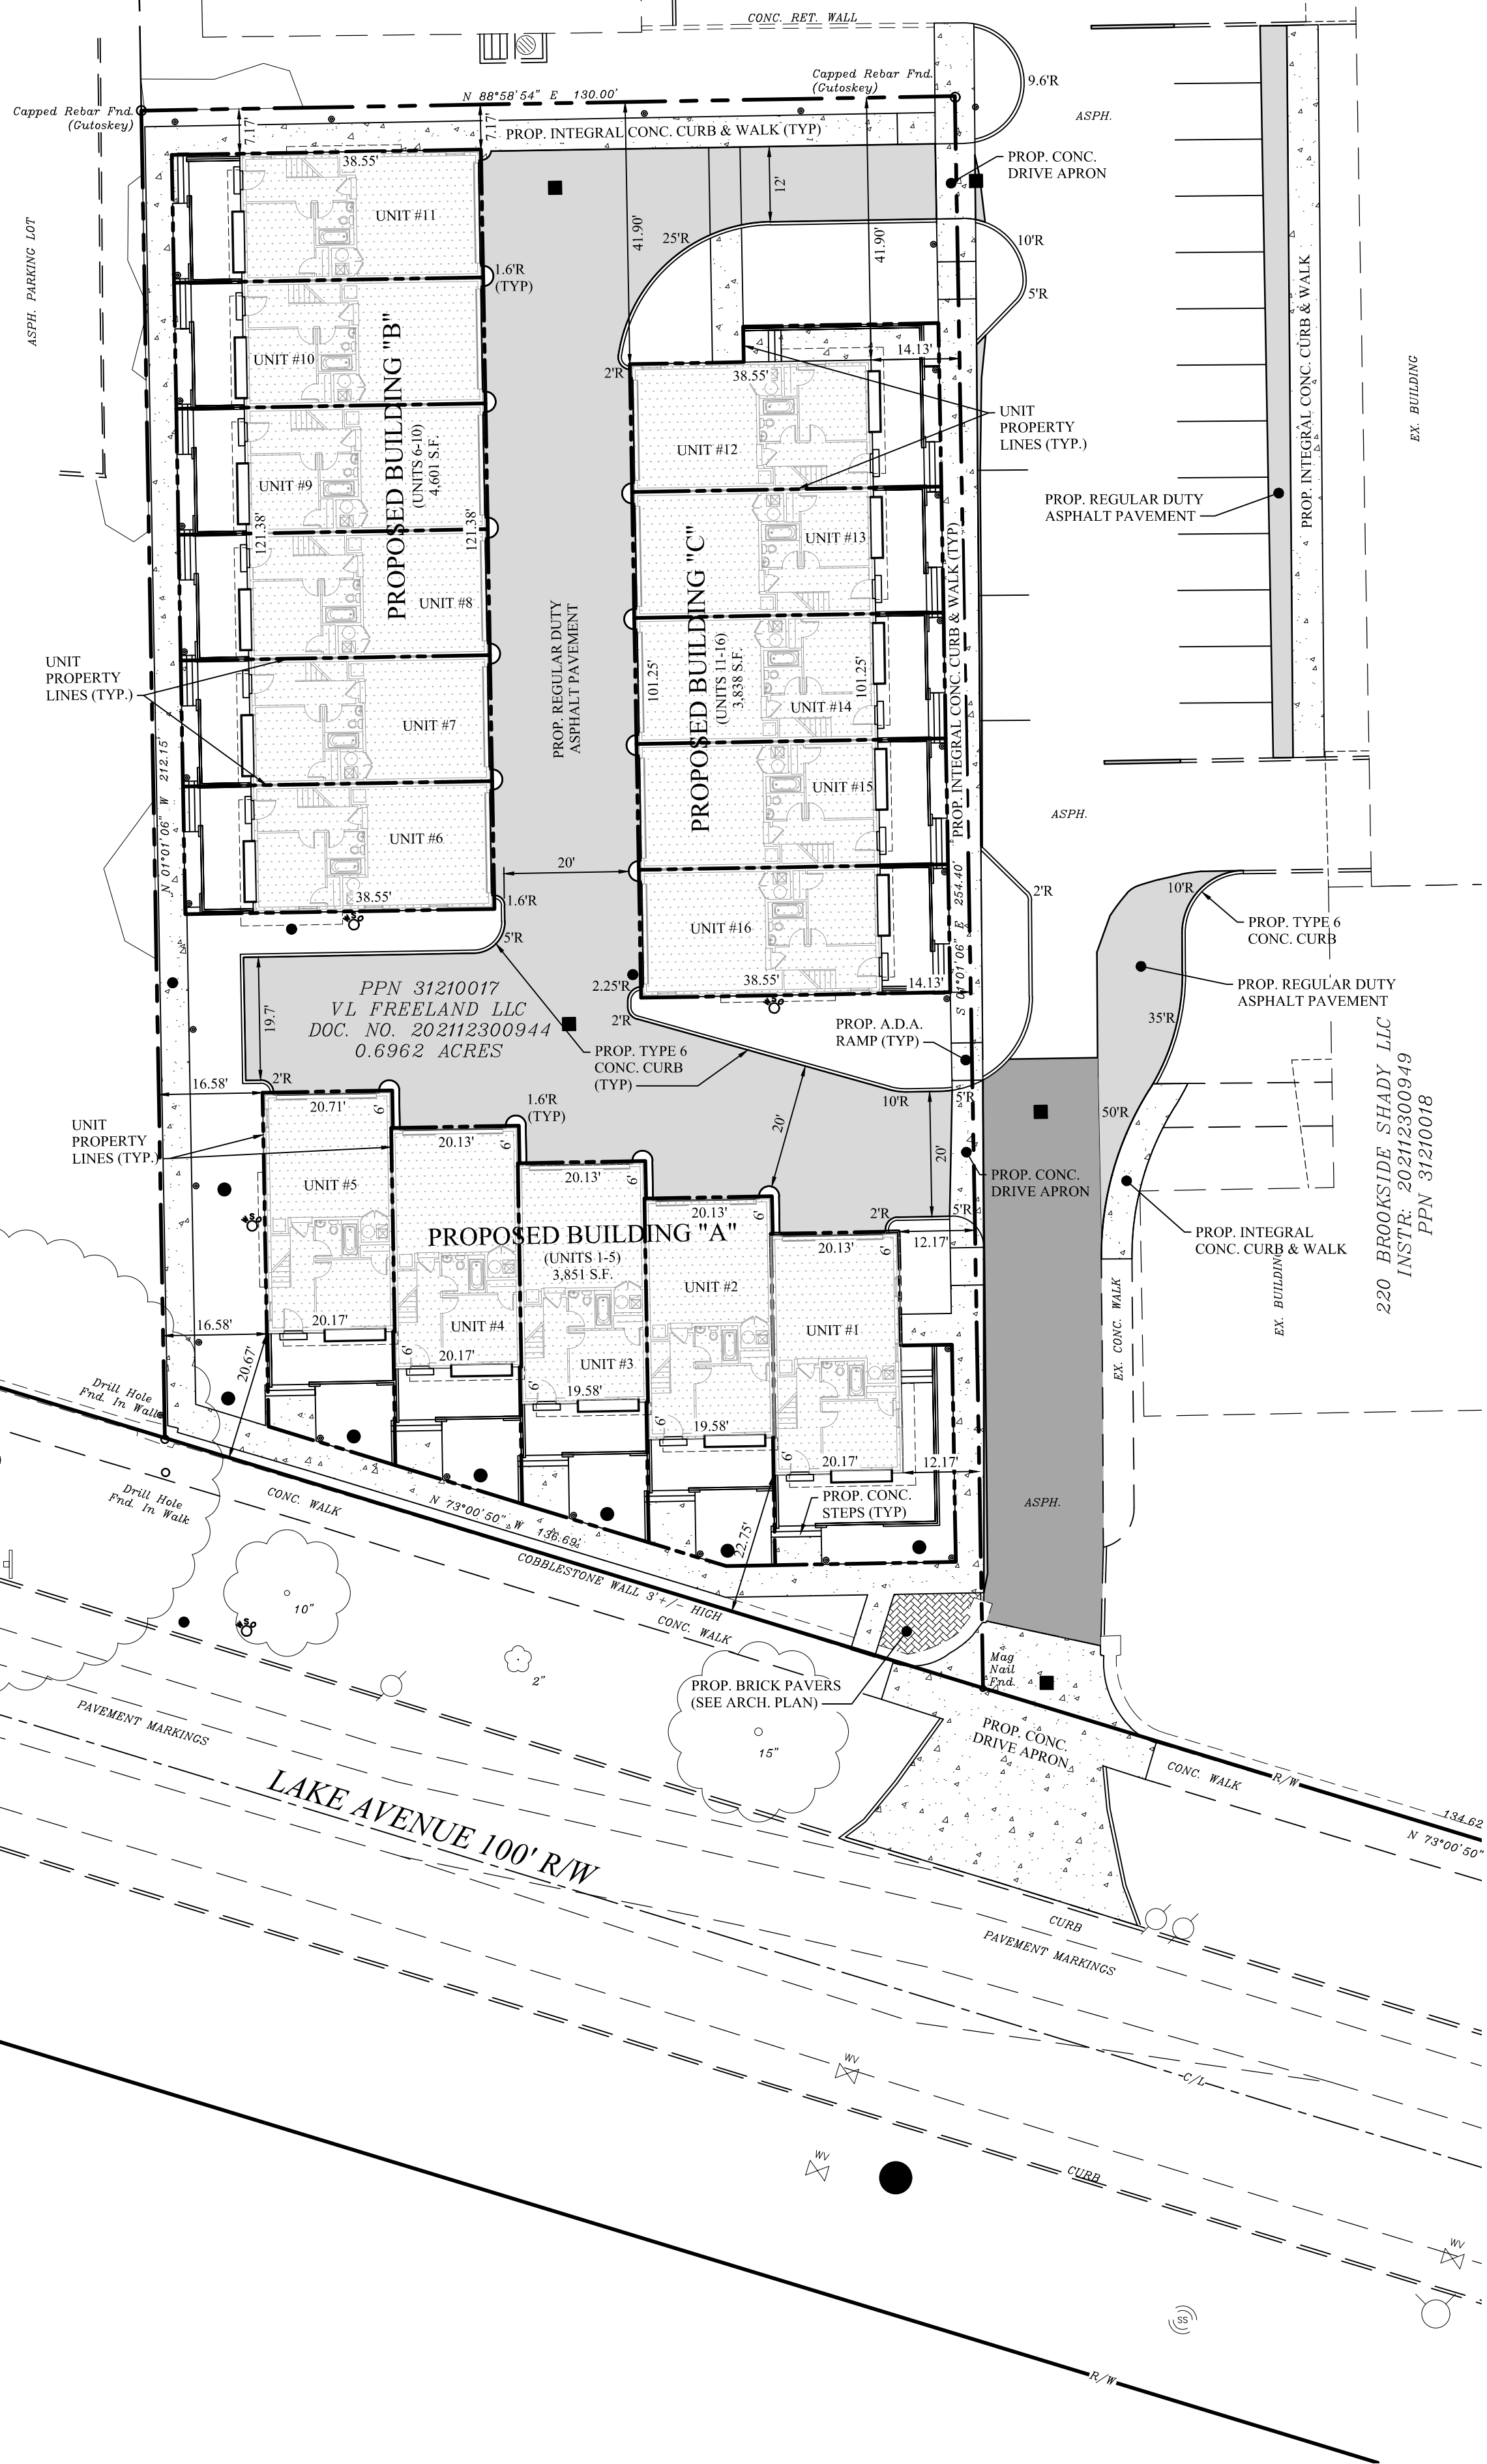 CONC. RET. WALL
Capped Rebar Fnd.
(Gutoskey)
9.6'R
N 88°58'54" E 130.00'
Capped Rebar Fnd.
(Gutoskey)
ASPH.
7.17'
7.17'
PROP. INTEGRAL CONC. CURB & WALK (TYP)
PROP. CONC.
DRIVE APRON
38.55'
12'
UNIT #11
ASPH. PARKING LOT
41.90'
25'R
41.90'
10'R
1.6'R
(TYP)
5'R
PROP. INTEGRAL CONC. CURB & WALK
UNIT #10
14.13'
2'R
38.55'
EX. BUILDING
PROPOSED BUILDING "B"
(UNITS 6-10)
4,601 S.F.
UNIT
PROPERTY
LINES (TYP.)
UNIT #12
UNIT #9
PROP. REGULAR DUTY
ASPHALT PAVEMENT
121.38'
121.38'
UNIT #13
PROPOSED BUILDING "C"
(UNITS 11-16)
3,838 S.F.
UNIT #8
PROP. REGULAR DUTY
ASPHALT PAVEMENT
PROP. INTEGRAL CONC. CURB & WALK (TYP)
UNIT
PROPERTY
LINES (TYP.)
101.25'
101.25'
UNIT #14
UNIT #7
N 01°01'06" W 212.15'
UNIT #15
ASPH.
UNIT #6
20'
2'R
10'R
38.55'
1.6'R
UNIT #16
S 01°01'06" E 254.40'
PROP. TYPE 6
CONC. CURB
5'R
38.55'
14.13'
2.25'R
PROP. REGULAR DUTY
ASPHALT PAVEMENT
PPN 31210017
VL FREELAND LLC
DOC. NO. 202112300944
0.6962 ACRES
19.7'
2'R
35'R
PROP. A.D.A.
RAMP (TYP)
PROP. TYPE 6
CONC. CURB
(TYP)
220 BROOKSIDE SHADY LLC
INSTR: 202112300949
PPN 31210018
16.58'
2'R
1.6'R
(TYP)
10'R
5'R
50'R
20.71'
6'
UNIT
PROPERTY
LINES (TYP.)
20.13'
6'
20'
20'
20.13'
6'
PROP. CONC.
DRIVE APRON
UNIT #5
20.13'
6'
2'R
5'R
PROPOSED BUILDING "A"
(UNITS 1-5)
3,851 S.F.
20.13'
6'
12.17'
PROP. INTEGRAL
CONC. CURB & WALK
UNIT #2
EX. BUILDING
EX. CONC. WALK
16.58'
20.17'
UNIT #4
UNIT #1
6'
20.17'
UNIT #3
20.67'
6'
19.58'
Drill Hole
Fnd. In Wall
6'
19.58'
6'
20.17'
12.17'
Drill Hole
Fnd. In Walk
CONC. WALK
N 73°00'50" W 136.69'
PROP. CONC.
STEPS (TYP)
ASPH.
22.75'
COBBLESTONE WALL 3'+/- HIGH
CONC. WALK
10"
2"
Mag
Nail
Fnd.
PROP. BRICK PAVERS
(SEE ARCH. PLAN)
PAVEMENT MARKINGS
15"
PROP. CONC.
DRIVE APRON
CONC. WALK
R/W
134.62
N 73°00'50"
LAKE AVENUE 100' R/W
CURB
PAVEMENT MARKINGS
WV
C/L
WV
CURB
WV
SS
R/W